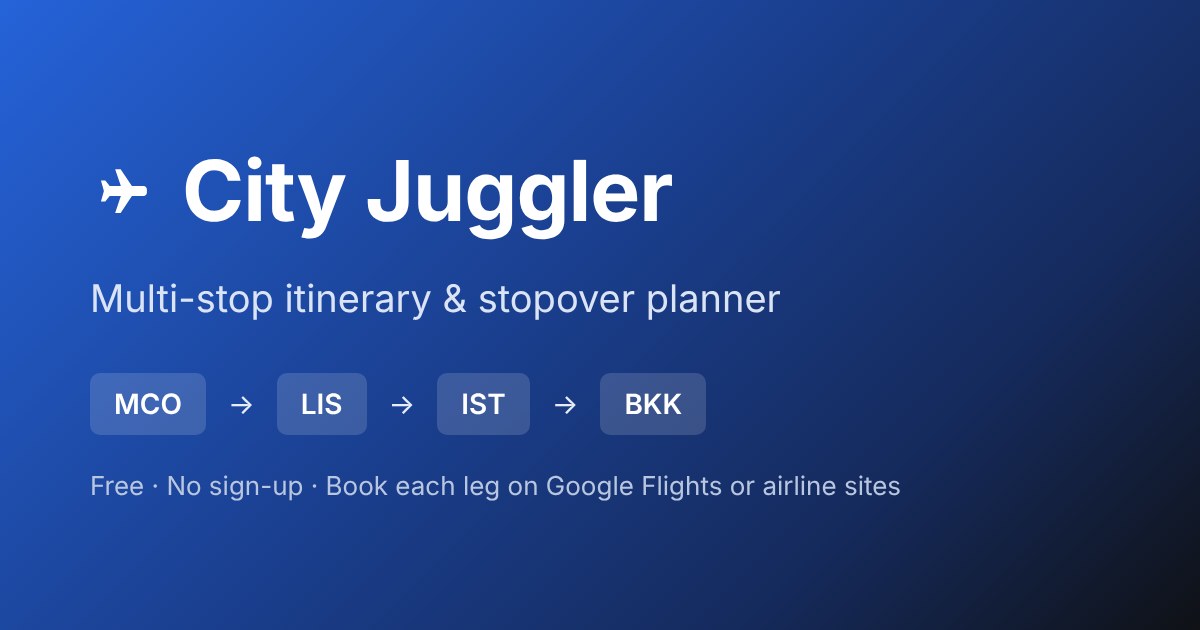 ✈ City Juggler
Multi-stop itinerary & stopover planner
MCO → LIS → IST → BKK
Free · No sign-up · Book each leg on Google Flights or airline sites